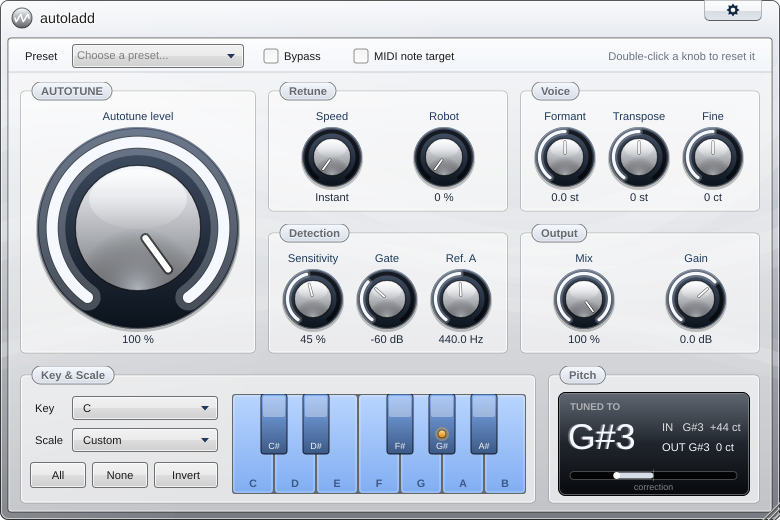 autoladd
Preset Choose a preset... Bypass MIDI note target Double-click a knob to reset it
AUTOTUNE
Autotune level
100 %
Retune
Speed Robot
Instant 0 %
Voice
Formant Transpose Fine
0.0 st 0 st 0 ct
Detection
Sensitivity Gate Ref. A
45 % -60 dB 440.0 Hz
Output
Mix Gain
100 % 0.0 dB
Key & Scale
Key C
Scale Custom
All None Invert
C# D# F# G# A#
C D E F G A B
Pitch
TUNED TO
G#3
IN G#3 +44 ct
OUT G#3 0 ct
correction